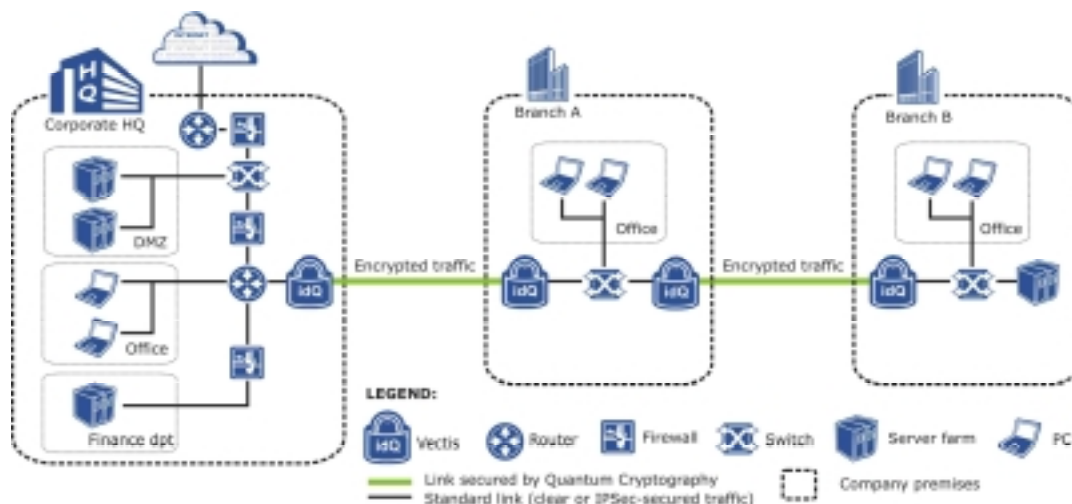 INTERNET
H
Q
Corporate HQ
Branch A
Branch B
DMZ
Office
Office
Office
Finance dpt
idQ
Encrypted traffic
idQ
idQ
Encrypted traffic
idQ
LEGEND:
idQ
Vectis
Router
Firewall
Switch
Server farm
PC
Link secured by Quantum Cryptography
Standard link (clear or IPSec-secured traffic)
Company premises